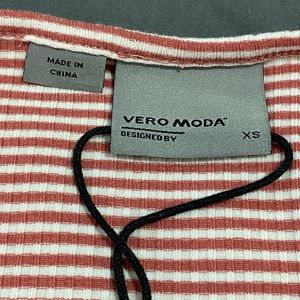 MADE IN
CHINA
VERO MODA
DESIGNED BY
XS